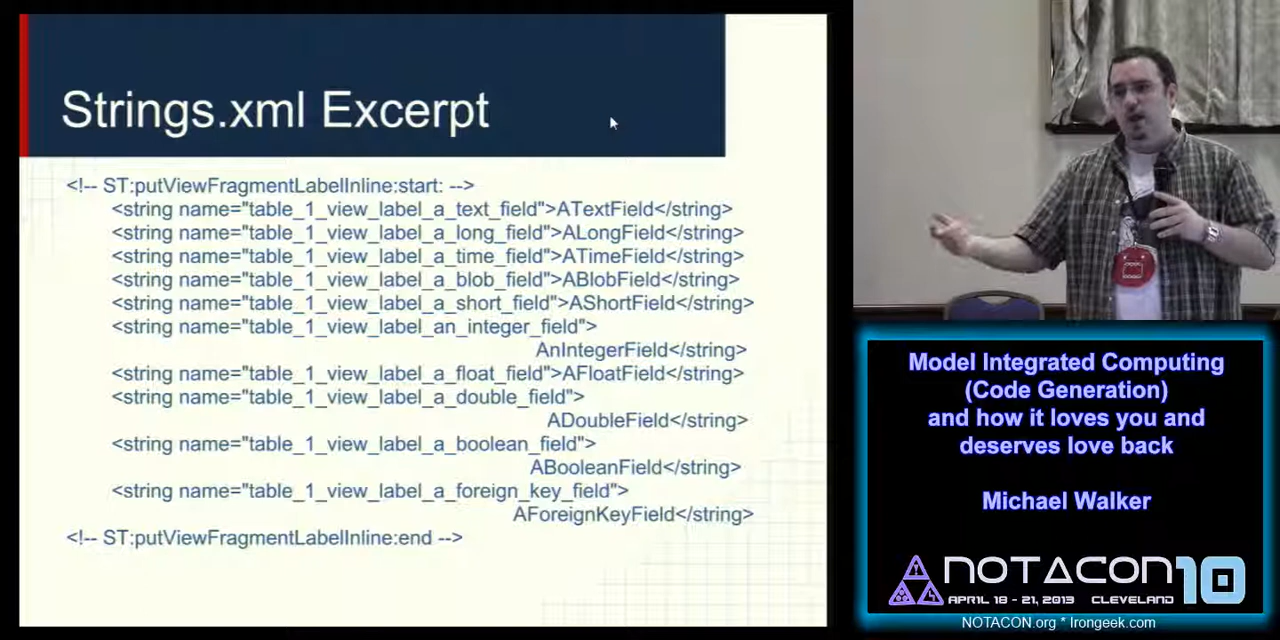 Strings.xml Excerpt
<!-- ST:putViewFragmentLabelInline:start: -->
<string name="table_1_view_label_a_text_field">ATextField</string>
<string name="table_1_view_label_a_long_field">ALongField</string>
<string name="table_1_view_label_a_time_field">ATimeField</string>
<string name="table_1_view_label_a_blob_field">ABlobField</string>
<string name="table_1_view_label_a_short_field">AShortField</string>
<string name="table_1_view_label_an_integer_field">
AnIntegerField</string>
<string name="table_1_view_label_a_float_field">AFloatField</string>
<string name="table_1_view_label_a_double_field">
ADoubleField</string>
<string name="table_1_view_label_a_boolean_field">
ABooleanField</string>
<string name="table_1_view_label_a_foreign_key_field">
AForeignKeyField</string>
<!-- ST:putViewFragmentLabelInline:end -->
Model Integrated Computing
(Code Generation)
and how it loves you and
deserves love back
Michael Walker
NOTACON 10
APRIL 18 - 21, 2013 CLEVELAND
NOTACON.org * Irongeek.com